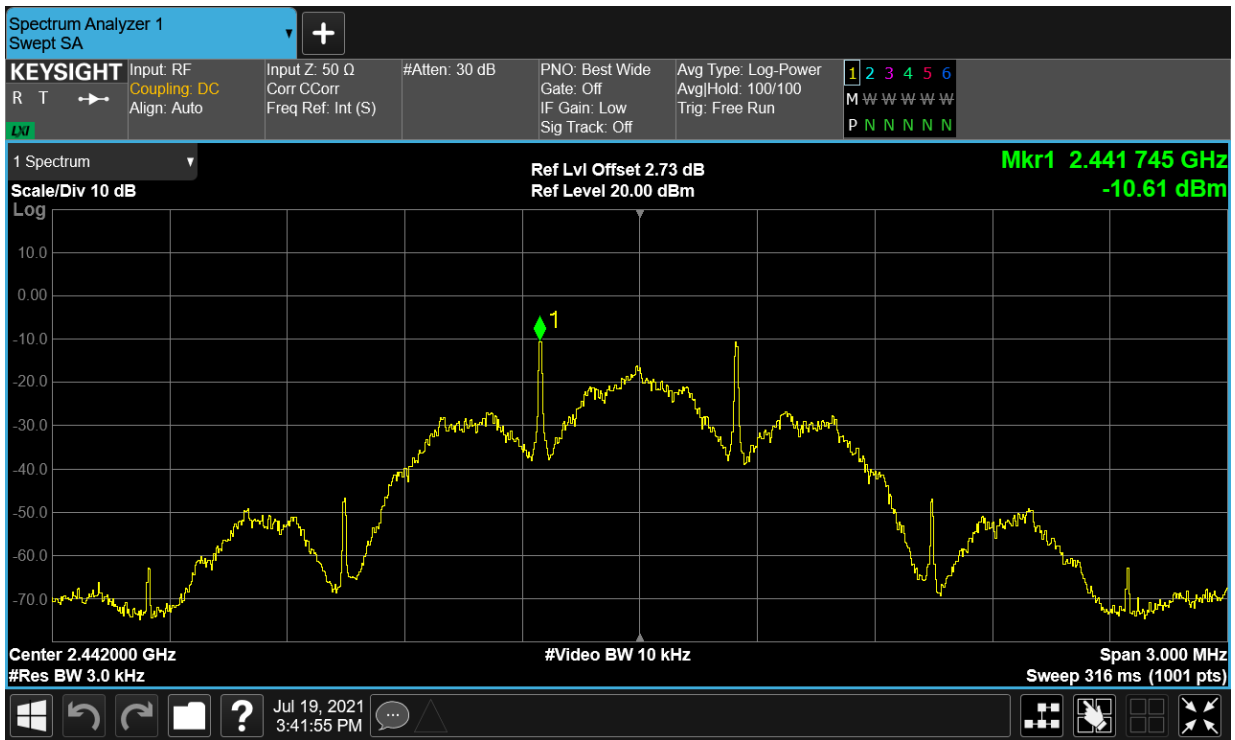 Spectrum Analyzer 1
Swept SA
KEYSIGHT
R T
LXI
Input: RF
Coupling: DC
Align: Auto
Input Z: 50 Ω
Corr CCorr
Freq Ref: Int (S)
#Atten: 30 dB
PNO: Best Wide
Gate: Off
IF Gain: Low
Sig Track: Off
Avg Type: Log-Power
Avg|Hold: 100/100
Trig: Free Run
1 2 3 4 5 6
M W W W W W
P N N N N N
1 Spectrum
Scale/Div 10 dB
Log
Ref Lvl Offset 2.73 dB
Ref Level 20.00 dBm
Mkr1 2.441 745 GHz
-10.61 dBm
10.0
0.00
-10.0
-20.0
-30.0
-40.0
-50.0
-60.0
-70.0
1
Center 2.442000 GHz
#Res BW 3.0 kHz
#Video BW 10 kHz
Span 3.000 MHz
Sweep 316 ms (1001 pts)
?
Jul 19, 2021
3:41:55 PM